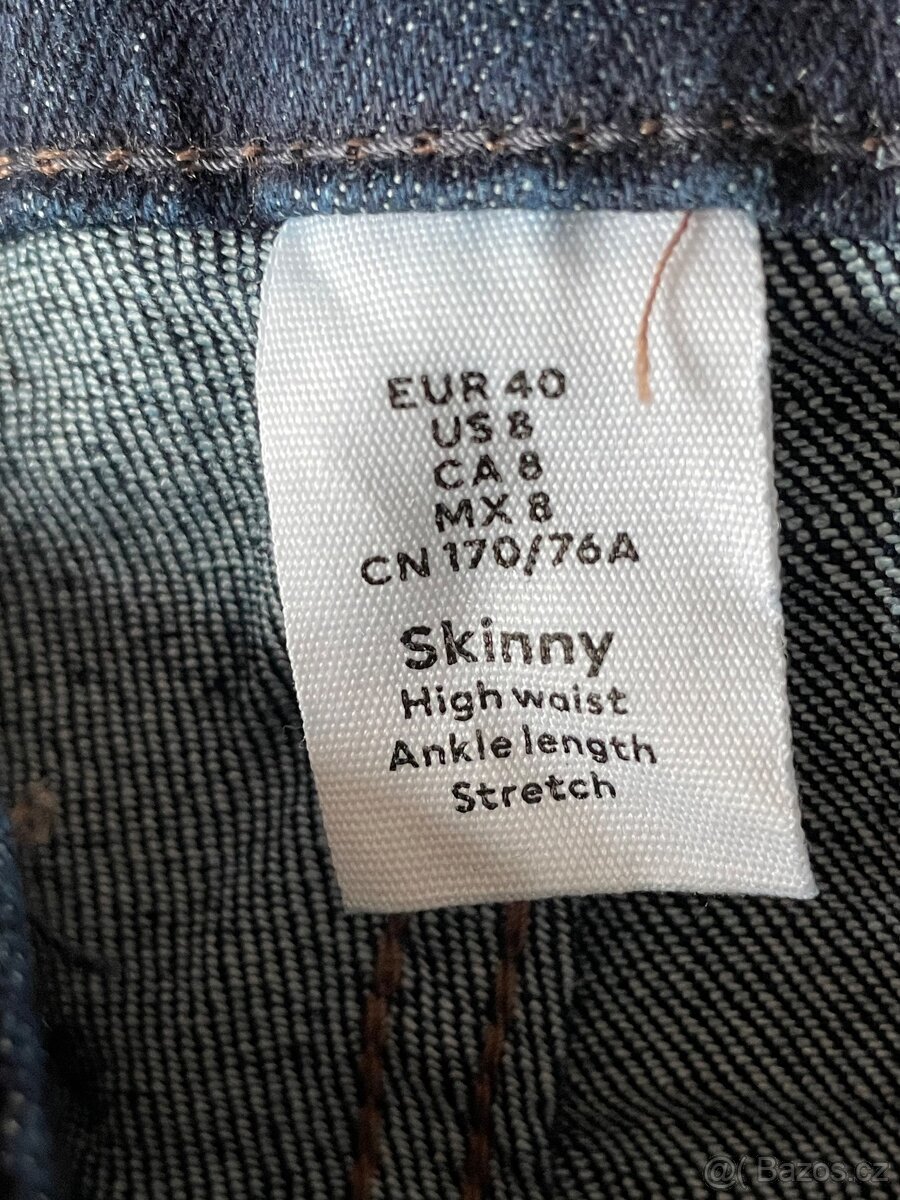 EUR 40
US 8
CA 8
MX 8
CN 170/76A
Skinny
High waist
Ankle length
Stretch
@( Bazos.cz